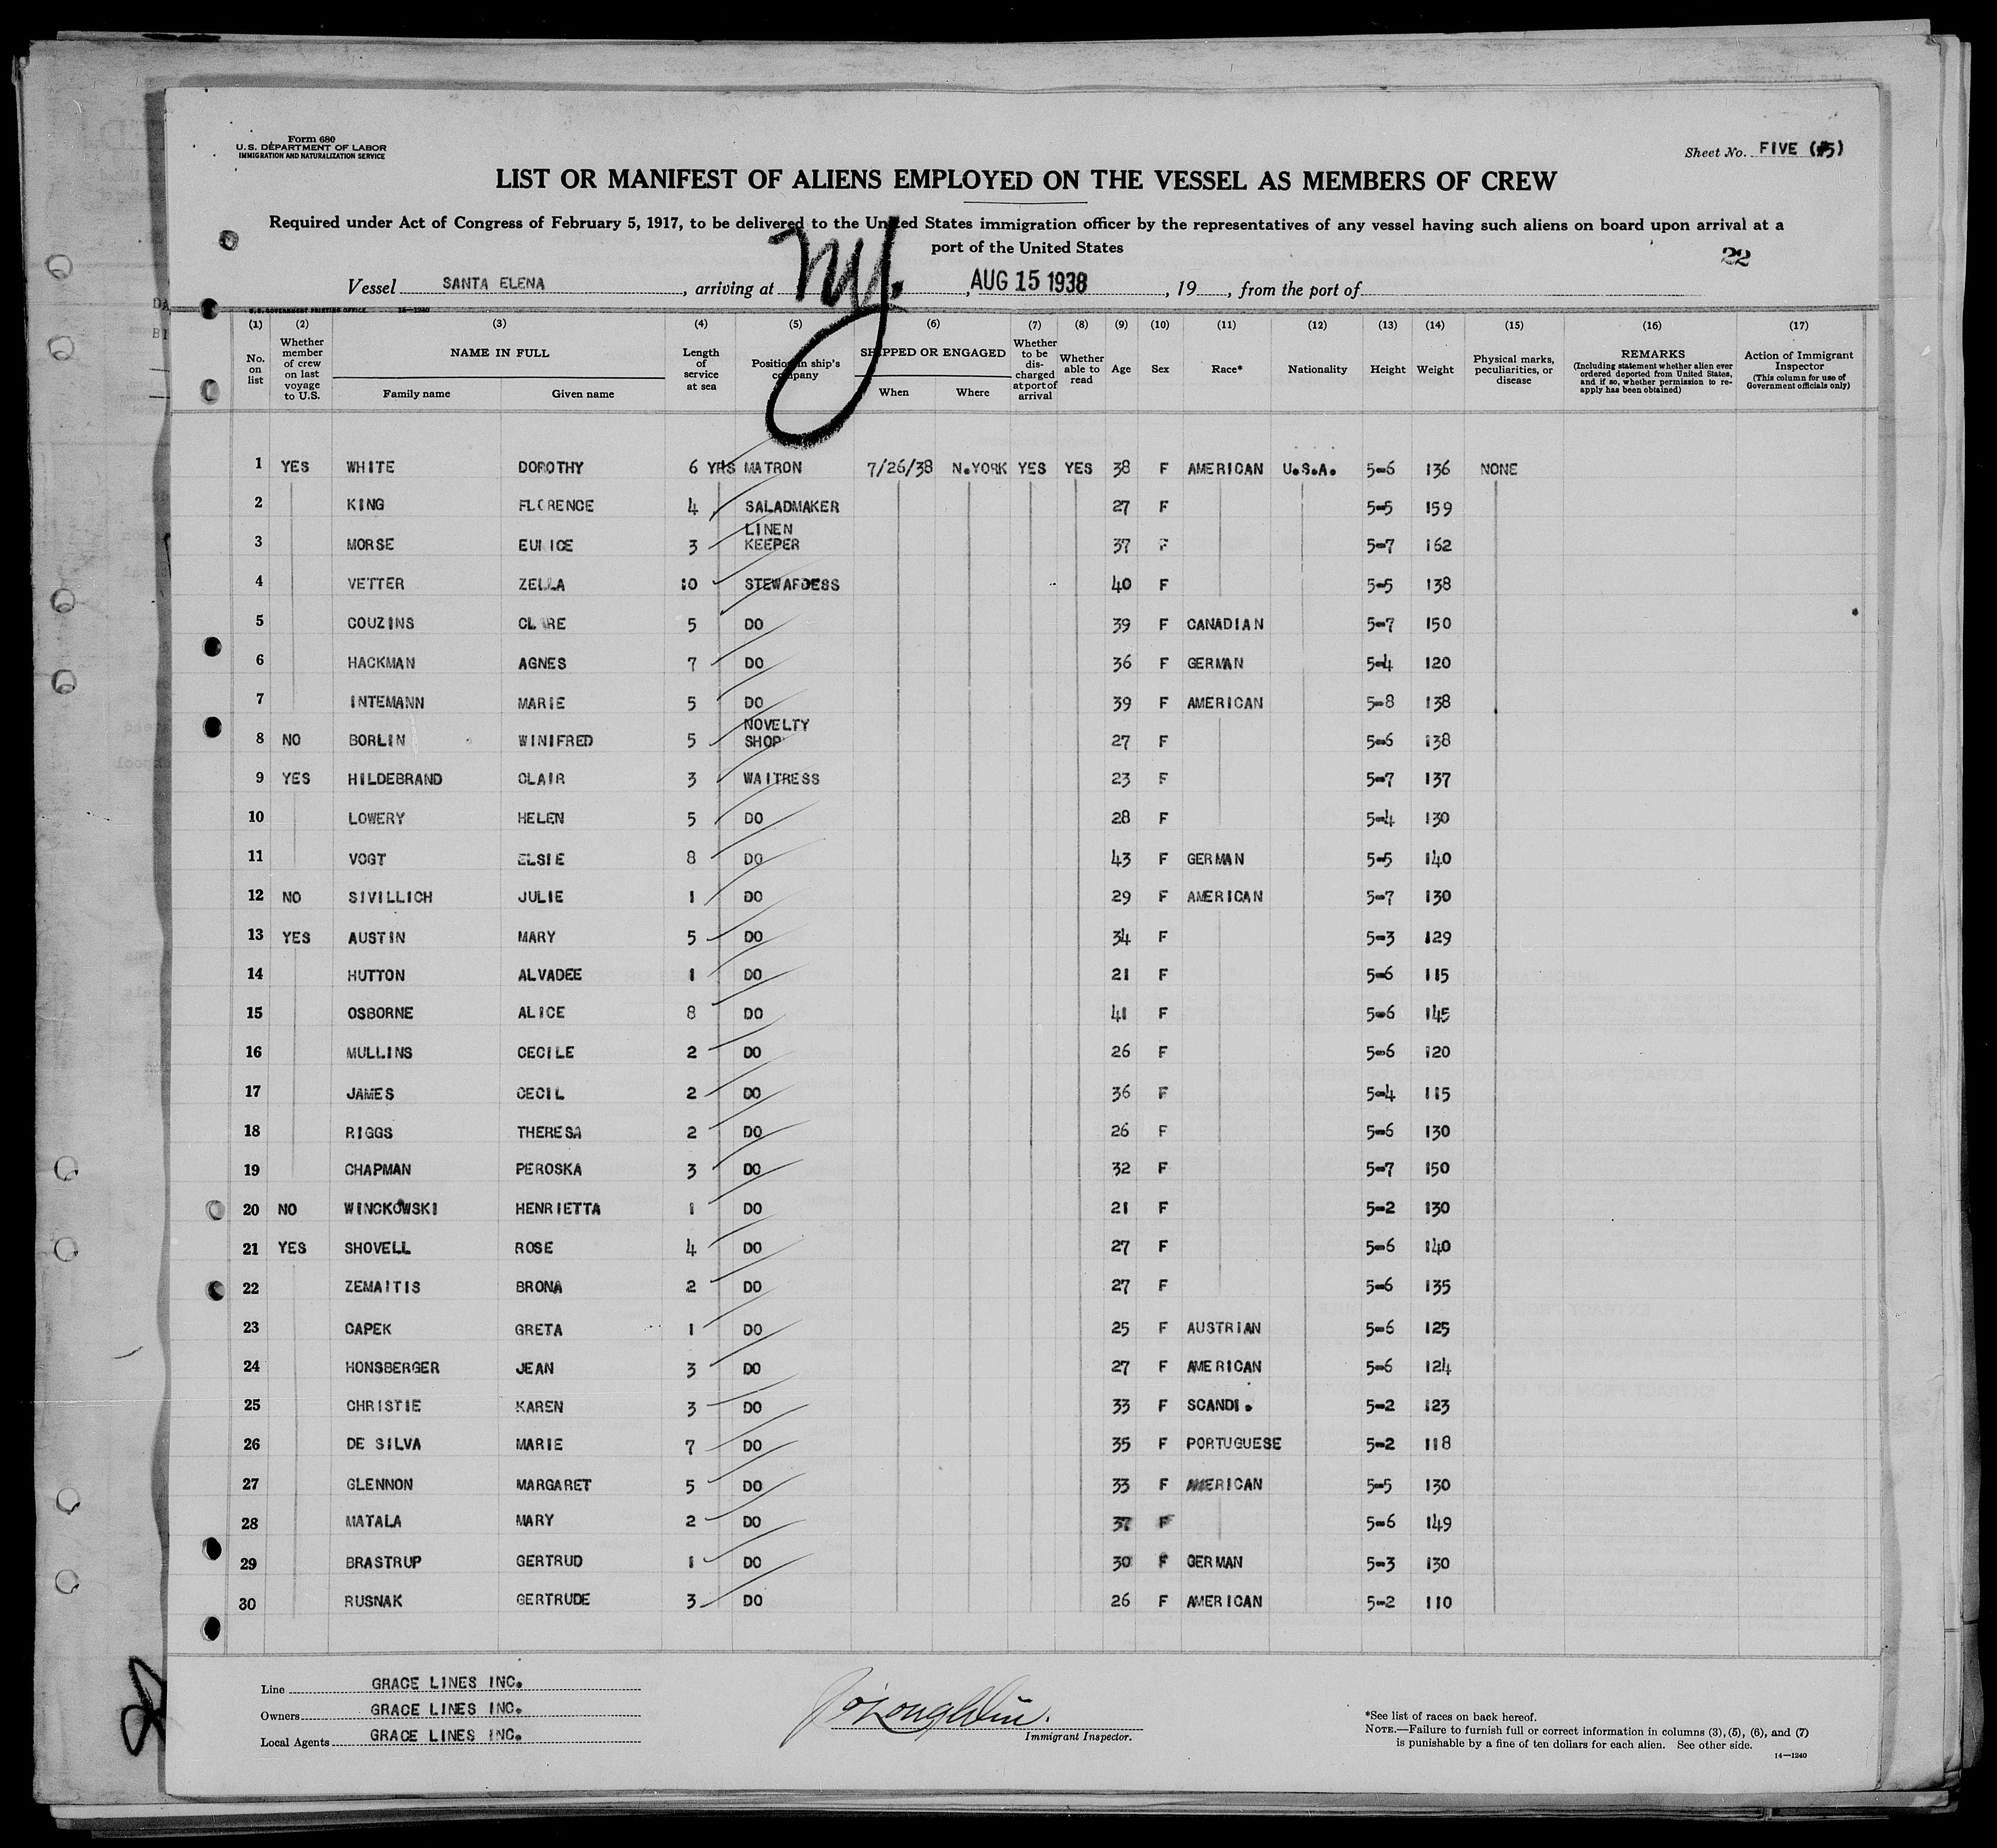 Form 680
U.S. DEPARTMENT OF LABOR
IMMIGRATION AND NATURALIZATION SERVICE
Sheet No. FIVE (#5)
LIST OR MANIFEST OF ALIENS EMPLOYED ON THE VESSEL AS MEMBERS OF CREW
Required under Act of Congress of February 5, 1917, to be delivered to the United States immigration officer by the representatives of any vessel having such aliens on board upon arrival at a
port of the United States
22
Vessel SANTA ELENA, arriving at N.Y., AUG 15 1938, 19, from the port of
U.S. GOVERNMENT PRINTING OFFICE 14-1240
(1) (2) (3) (4) (5) (6) (7) (8) (9) (10) (11) (12) (13) (14) (15) (16) (17)
No. on list
Whether member of crew on last voyage to U.S.
NAME IN FULL
Family name Given name
Length of service at sea
Position in ship's company
SHIPPED OR ENGAGED
When Where
Whether to be discharged at port of arrival
Whether able to read
Age Sex Race* Nationality Height Weight
Physical marks, peculiarities, or disease
REMARKS
(Including statement whether alien ever ordered deported from United States, and if so, whether permission to reapply has been obtained)
Action of Immigrant Inspector
(This column for use of Government officials only)
1 YES WHITE DOROTHY 6 YRS MATRON 7/26/38 N.YORK YES YES 38 F AMERICAN U.S.A. 5-6 136 NONE
2 KING FLORENCE 4 SALADMAKER 27 F 5-5 159
3 MORSE EUNICE 3 LINEN KEEPER 37 F 5-7 162
4 VETTER ZELLA 10 STEWARDESS 40 F 5-5 138
5 COUZINS CLARE 5 DO 39 F CANADIAN 5-7 150
6 HACKMAN AGNES 7 DO 36 F GERMAN 5-4 120
7 INTEMANN MARIE 5 DO 39 F AMERICAN 5-8 138
8 NO BORLIN WINIFRED 5 NOVELTY SHOP 27 F 5-6 138
9 YES HILDEBRAND CLAIR 3 WAITRESS 23 F 5-7 137
10 LOWERY HELEN 5 DO 28 F 5-4 130
11 VOGT ELSIE 8 DO 43 F GERMAN 5-5 140
12 NO SIVILLICH JULIE 1 DO 29 F AMERICAN 5-7 130
13 YES AUSTIN MARY 5 DO 34 F 5-3 129
14 HUTTON ALVADEE 1 DO 21 F 5-6 115
15 OSBORNE ALICE 8 DO 41 F 5-6 145
16 MULLINS CECILE 2 DO 26 F 5-6 120
17 JAMES CECIL 2 DO 36 F 5-4 115
18 RIGGS THERESA 2 DO 26 F 5-6 130
19 CHAPMAN PEROSKA 3 DO 32 F 5-7 150
20 NO WINCKOWSKI HENRIETTA 1 DO 21 F 5-2 130
21 YES SHOVELL ROSE 4 DO 27 F 5-6 140
22 ZEMAITIS BRONA 2 DO 27 F 5-6 135
23 CAPEK GRETA 1 DO 25 F AUSTRIAN 5-6 125
24 HONSBERGER JEAN 3 DO 27 F AMERICAN 5-6 124
25 CHRISTIE KAREN 3 DO 33 F SCANDI. 5-2 123
26 DE SILVA MARIE 7 DO 35 F PORTUGUESE 5-2 118
27 GLENNON MARGARET 5 DO 33 F AMERICAN 5-5 130
28 MATALA MARY 2 DO 37 F 5-6 149
29 BRASTRUP GERTRUD 1 DO 30 F GERMAN 5-3 130
30 RUSNAK GERTRUDE 3 DO 26 F AMERICAN 5-2 110
Line GRACE LINES INC.
Owners GRACE LINES INC.
Local Agents GRACE LINES INC.
Immigrant Inspector.
*See list of races on back hereof.
NOTE.—Failure to furnish full or correct information in columns (3), (5), (6), and (7)
is punishable by a fine of ten dollars for each alien. See other side.
14—1240